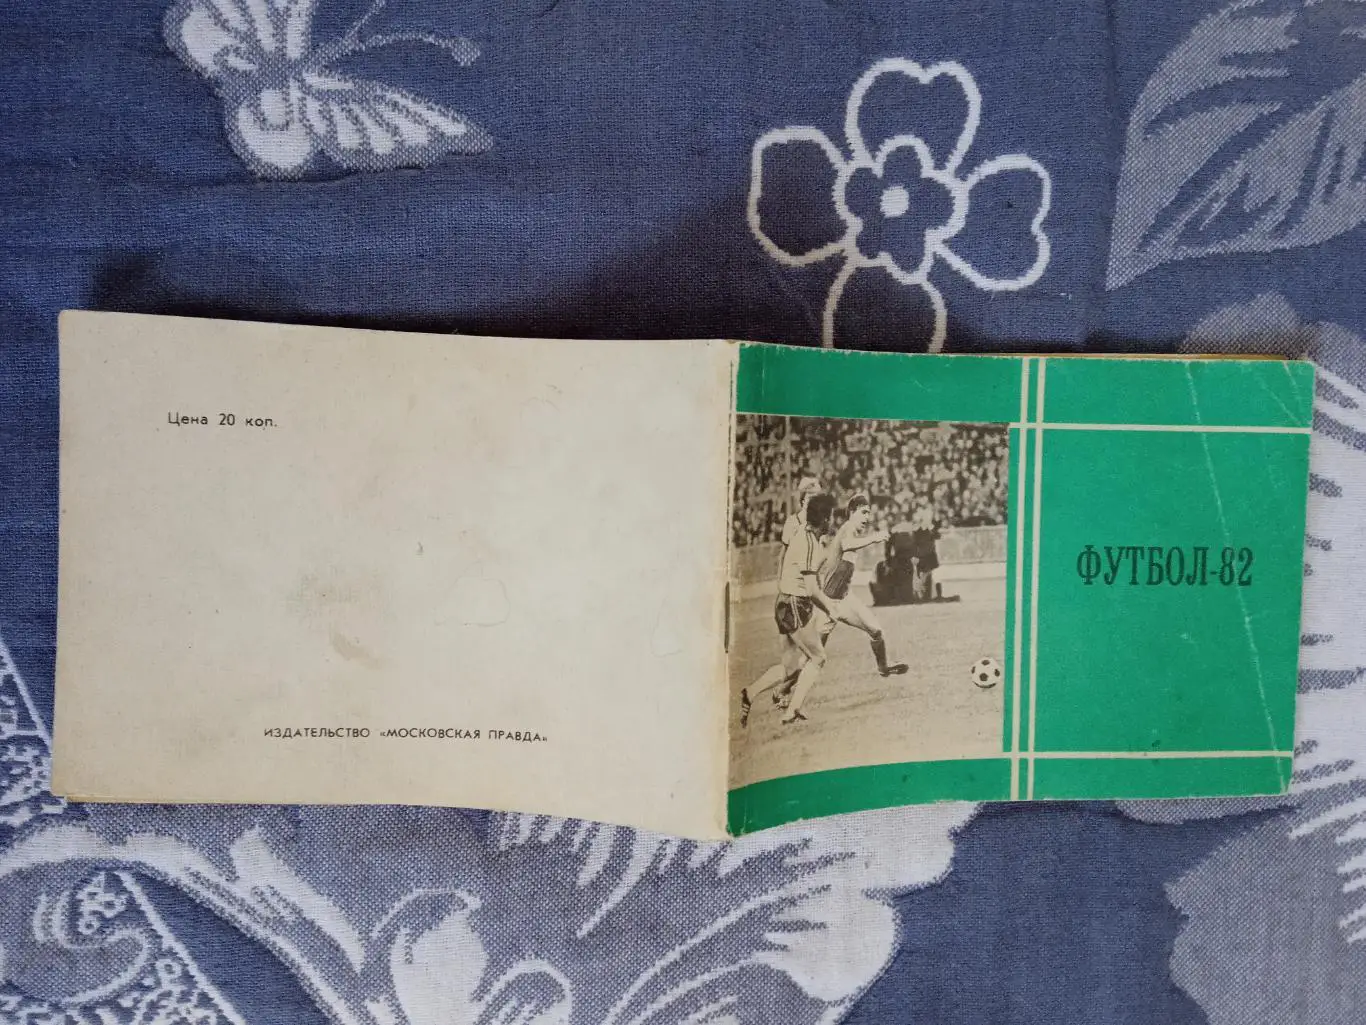 Цена 20 коп.
ИЗДАТЕЛЬСТВО «МОСКОВСКАЯ ПРАВДА»
ФУТБОЛ-82